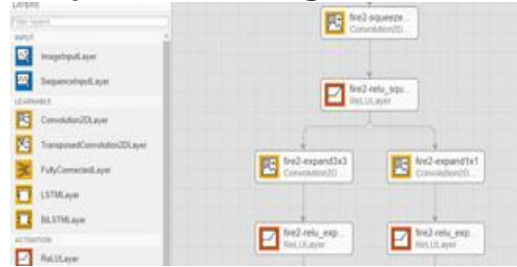 LAYERS
Filter layers
INPUT
ImageInputLayer
SequenceInputLayer
LEARNABLE
Convolution2DLayer
TransposedConvolution2DLayer
FullyConnectedLayer
LSTMLayer
BiLSTMLayer
ACTIVATION
ReLULayer
fire2-squeeze...
Convolution2D...
fire2-relu_squ...
ReLULayer
fire2-expand3x3
Convolution2D...
fire2-expand1x1
Convolution2D...
fire2-relu_exp...
ReLULayer
fire2-relu_exp...
ReLULayer